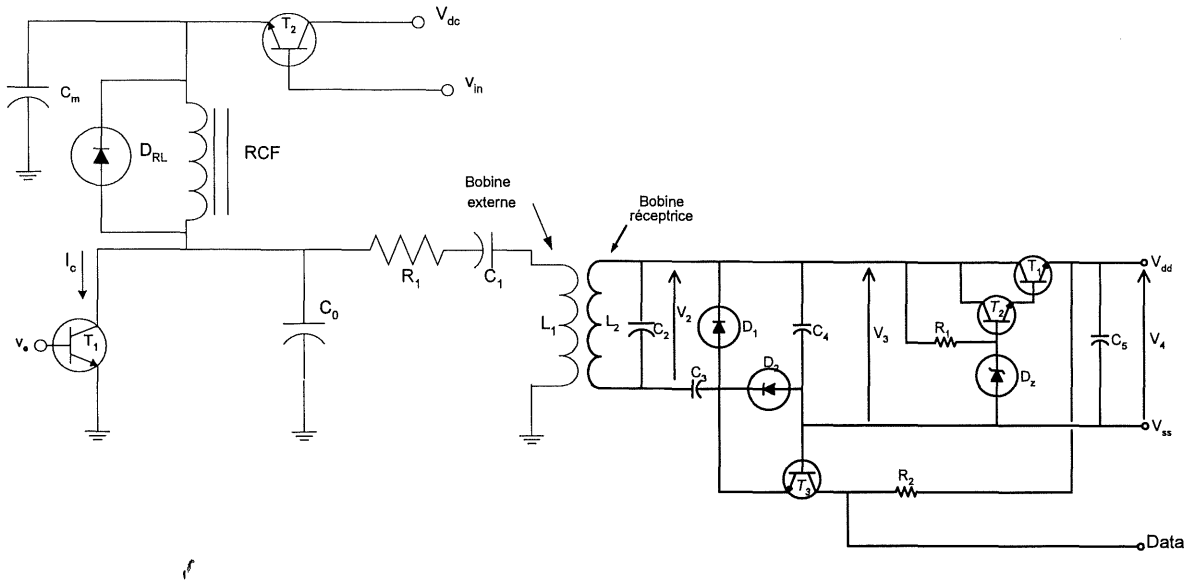 V_dc
T_2
v_in
C_m
D_RL
RCF
Bobine
externe
Bobine
réceptrice
I_c
R_1
C_1
L_1
L_2
C_2
V_2
D_1
C_4
V_3
T_1
V_dd
T_2
R_1
C_5
V_4
D_z
C_3
D_2
V_ss
v_e
T_1
C_0
T_3
R_2
Data